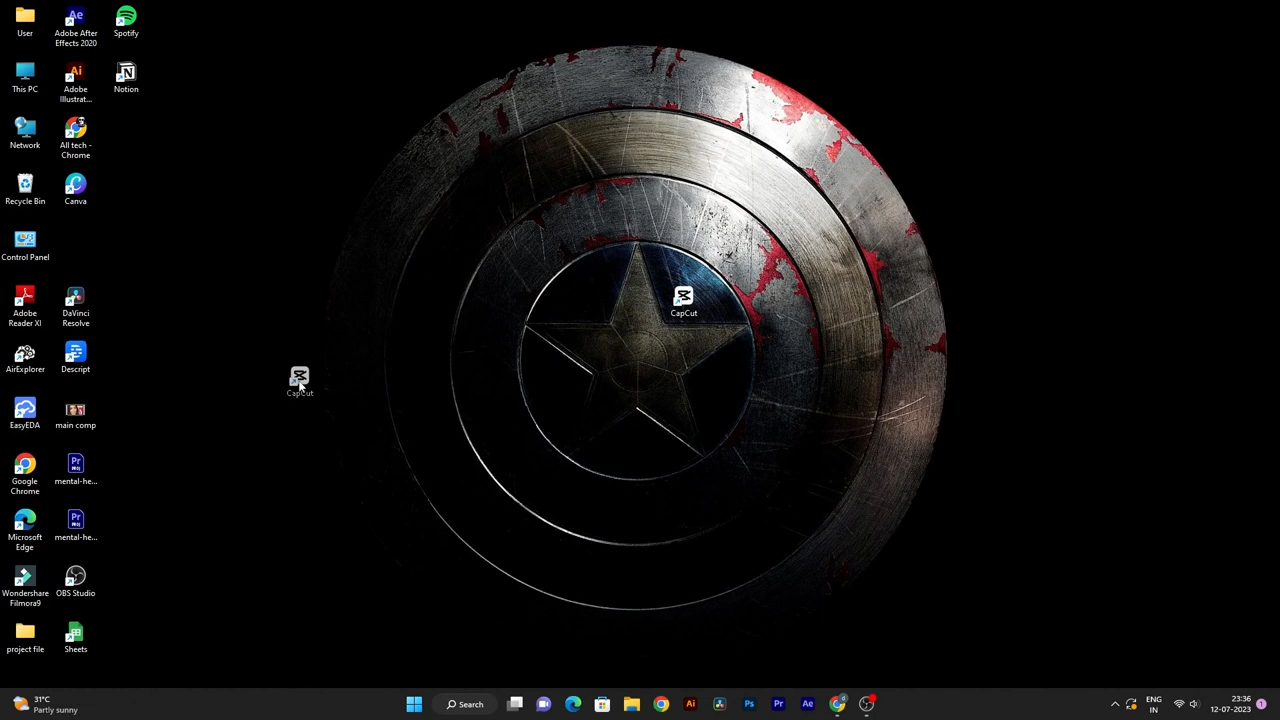 User
Adobe After
Effects 2020
Spotify
This PC
Adobe
Illustrat...
Notion
Network
All tech -
Chrome
Recycle Bin
Canva
Control Panel
Adobe
Reader XI
DaVinci
Resolve
CapCut
AirExplorer
Descript
CapCut
EasyEDA
main comp
Google
Chrome
mental-he...
Microsoft
Edge
mental-he...
Wondershare
Filmora9
OBS Studio
project file
Sheets
31°C
Partly sunny
Search
ENG
IN
23:36
12-07-2023
1